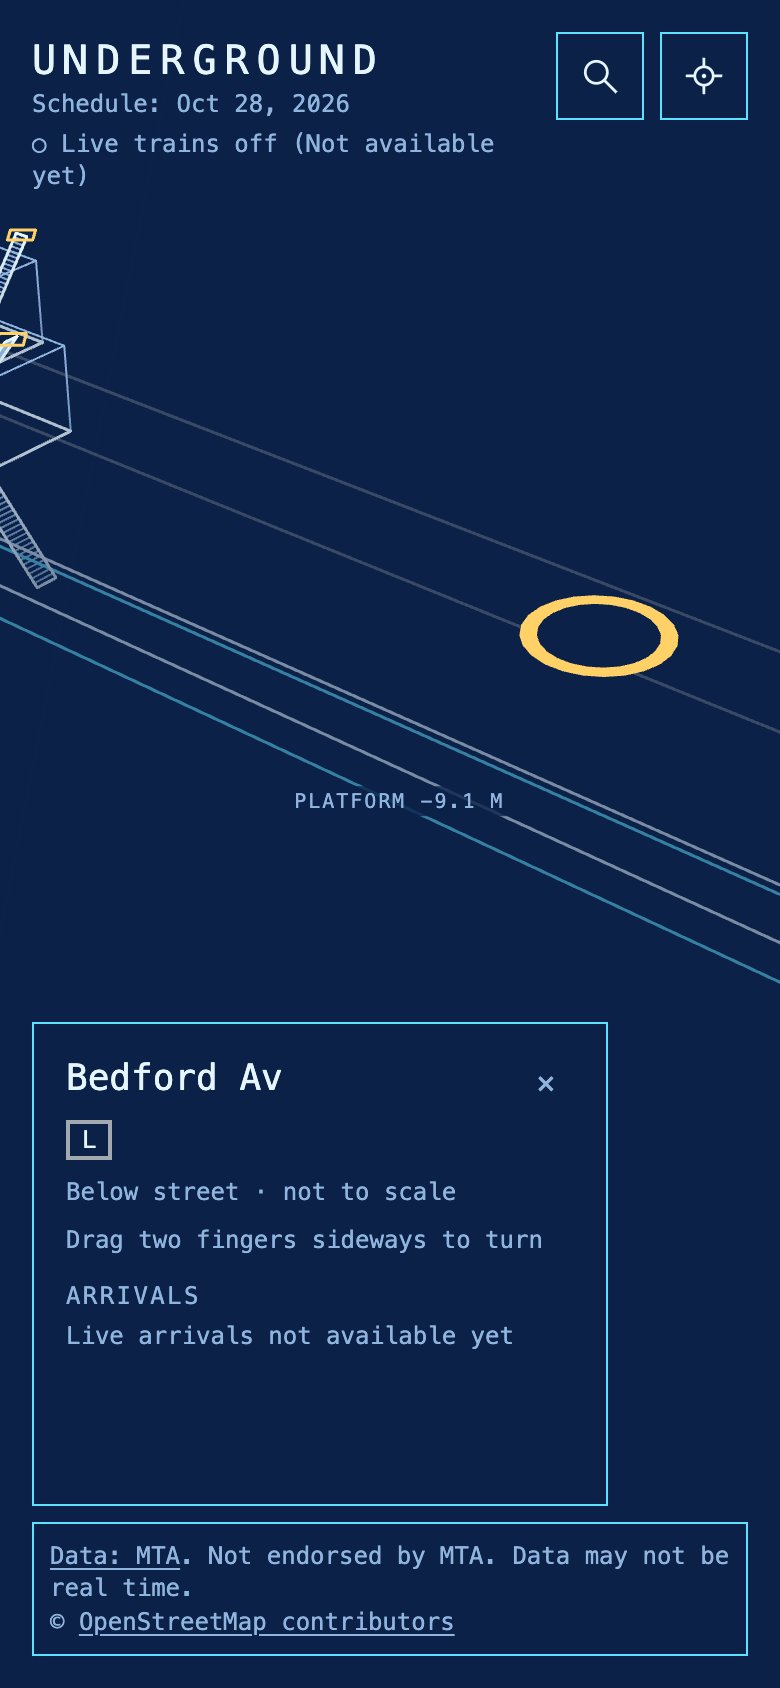 UNDERGROUND
Schedule: Oct 28, 2026
○ Live trains off (Not available
yet)
PLATFORM −9.1 M
Bedford Av
×
L
Below street · not to scale
Drag two fingers sideways to turn
ARRIVALS
Live arrivals not available yet
Data: MTA. Not endorsed by MTA. Data may not be
real time.
© OpenStreetMap contributors